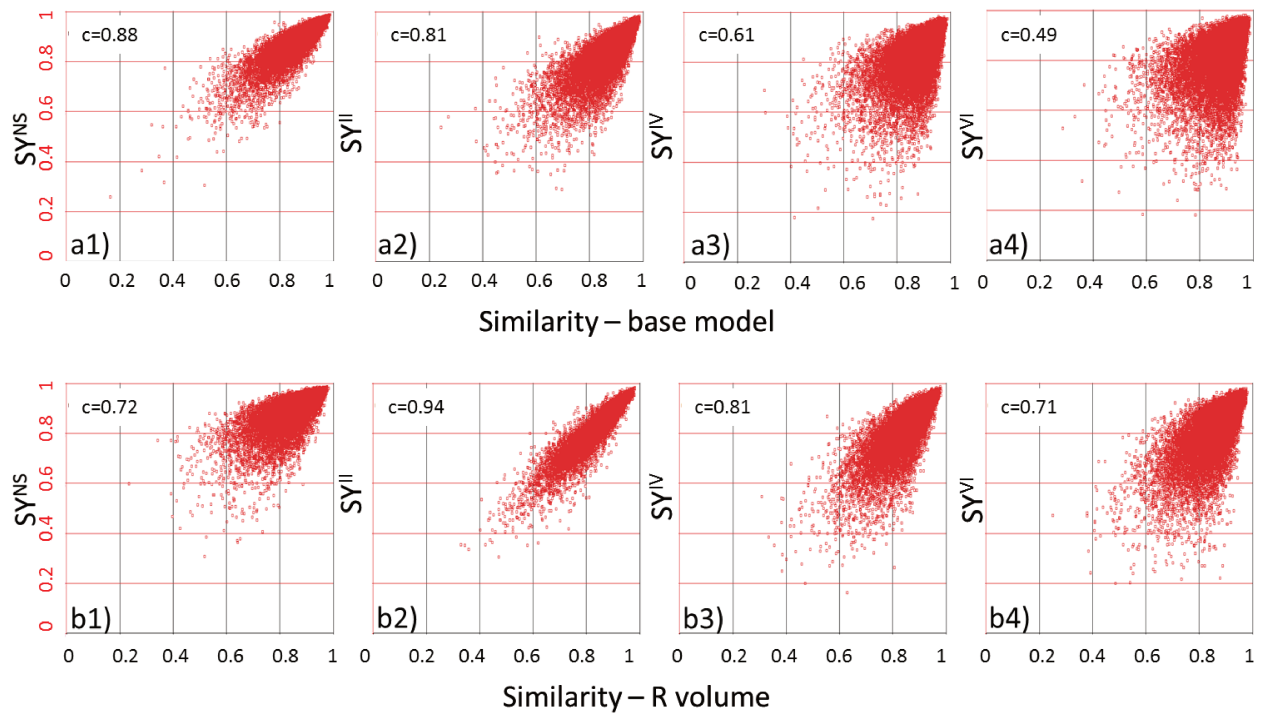 1 1 1 1
c=0.88 c=0.81 c=0.61 c=0.49
0.8
0.6
SY^NS SY^II SY^IV SY^VI
0.4
0.2
0
a1) a2) a3) a4)
0 0.2 0.4 0.6 0.8 1 0 0.2 0.4 0.6 0.8 1 0 0.2 0.4 0.6 0.8 1 0 0.2 0.4 0.6 0.8 1
Similarity – base model
1
c=0.72 c=0.94 c=0.81 c=0.71
0.8
0.6
SY^NS SY^II SY^IV SY^VI
0.4
0.2
0
b1) b2) b3) b4)
0 0.2 0.4 0.6 0.8 1 0 0.2 0.4 0.6 0.8 1 0 0.2 0.4 0.6 0.8 1 0 0.2 0.4 0.6 0.8 1
Similarity – R volume